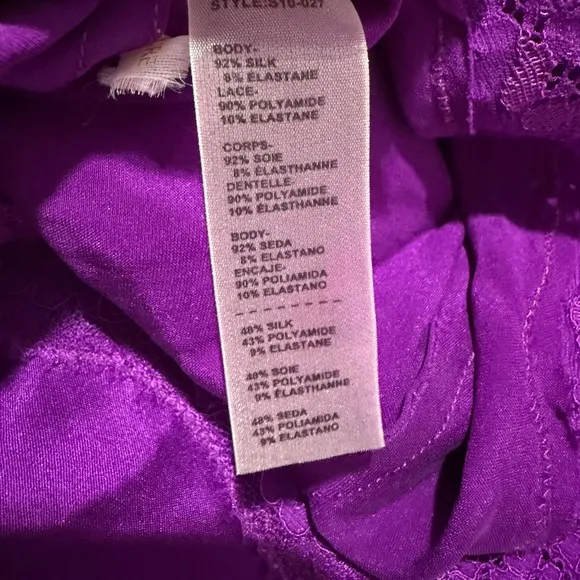 STYLE:S10-027
BODY-
92% SILK
8% ELASTANE
LACE-
90% POLYAMIDE
10% ELASTANE
CORPS-
92% SOIE
8% ÉLASTHANNE
DENTELLE-
90% POLYAMIDE
10% ÉLASTHANNE
BODY-
92% SEDA
8% ELASTANO
ENCAJE-
90% POLIAMIDA
10% ELASTANO
48% SILK
43% POLYAMIDE
9% ELASTANE
48% SOIE
43% POLYAMIDE
9% ÉLASTHANNE
48% SEDA
43% POLIAMIDA
9% ELASTANO